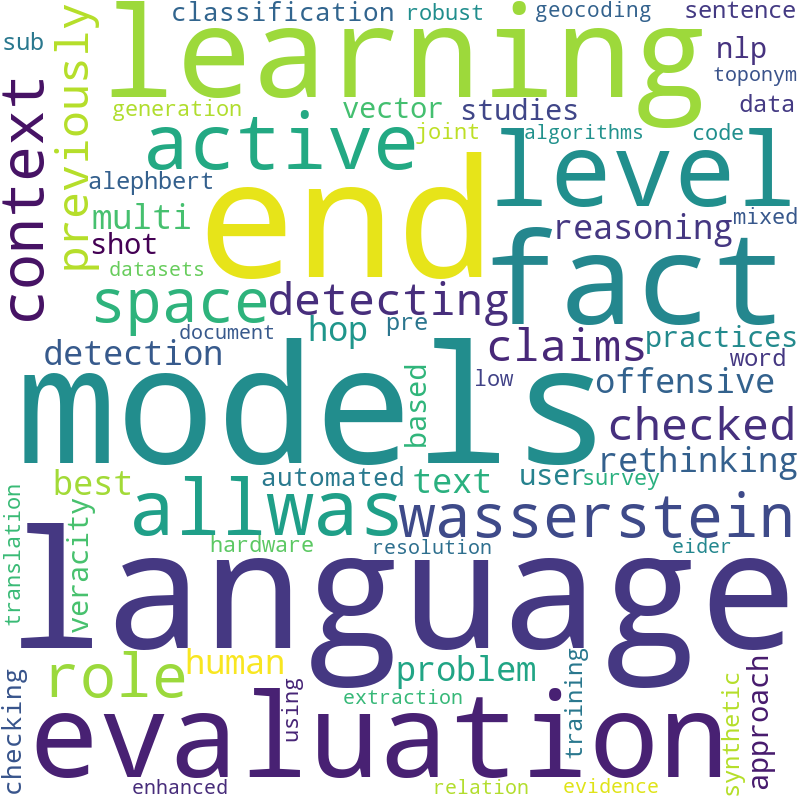 classification
robust
geocoding
sentence
sub
learning
nlp
toponym
previously
context
generation
vector
studies
data
active
joint
algorithms
code
level
end
alephbert
multi
reasoning
mixed
shot
fact
datasets
space
detecting
document
hop
pre
claims
practices
detection
models
word
low
offensive
based
checked
rethinking
best
automated
text
user
survey
allwas
wasserstein
translation
veracity
hardware
resolution
eider
language
role
human
problem
training
checking
using
extraction
synthetic
approach
evaluation
enhanced
relation
evidence